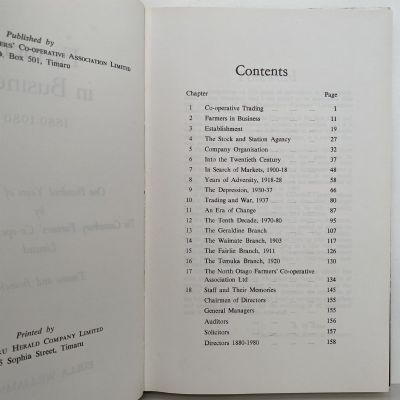 Published by
ERS' CO-OPERATIVE ASSOCIATION LIMITED
O. Box 501, Timaru
Printed by
RU HERALD COMPANY LIMITED
5 Sophia Street, Timaru
Contents
Chapter Page
1 Co-operative Trading 1
2 Farmers in Business 11
3 Establishment 19
4 The Stock and Station Agency 27
5 Company Organisation 32
6 Into the Twentieth Century 37
7 In Search of Markets, 1900-18 48
8 Years of Adversity, 1918-28 58
9 The Depression, 1930-37 66
10 Trading and War, 1937 80
11 An Era of Change 87
12 The Tenth Decade, 1970-80 95
13 The Geraldine Branch 107
14 The Waimate Branch, 1903 117
15 The Fairlie Branch, 1911 126
16 The Temuka Branch, 1920 130
17 The North Otago Farmers' Co-operative
Association Ltd 134
18 Staff and Their Memories 145
Chairmen of Directors 155
General Managers 155
Auditors 156
Solicitors 157
Directors 1880-1980 158